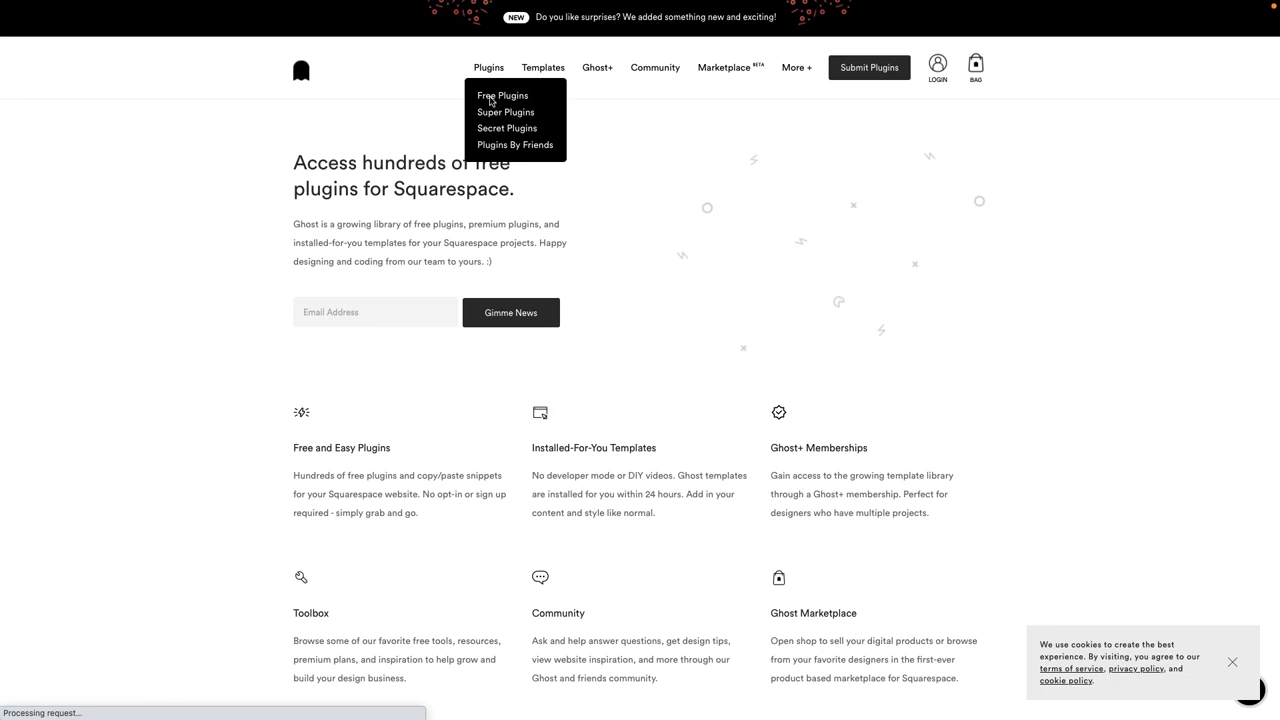 NEW Do you like surprises? We added something new and exciting!
Plugins Templates Ghost+ Community Marketplace BETA More + Submit Plugins LOGIN BAG
Free Plugins
Super Plugins
Secret Plugins
Plugins By Friends
Access hundreds of free
plugins for Squarespace.
Ghost is a growing library of free plugins, premium plugins, and
installed-for-you templates for your Squarespace projects. Happy
designing and coding from our team to yours. :)
Email Address Gimme News
Free and Easy Plugins
Hundreds of free plugins and copy/paste snippets
for your Squarespace website. No opt-in or sign up
required - simply grab and go.
Installed-For-You Templates
No developer mode or DIY videos. Ghost templates
are installed for you within 24 hours. Add in your
content and style like normal.
Ghost+ Memberships
Gain access to the growing template library
through a Ghost+ membership. Perfect for
designers who have multiple projects.
Toolbox
Browse some of our favorite free tools, resources,
premium plans, and inspiration to help grow and
build your design business.
Community
Ask and help answer questions, get design tips,
view website inspiration, and more through our
Ghost and friends community.
Ghost Marketplace
Open shop to sell your digital products or browse
from your favorite designers in the first-ever
product based marketplace for Squarespace.
We use cookies to create the best
experience. By visiting, you agree to our
terms of service, privacy policy, and
cookie policy.
Processing request...